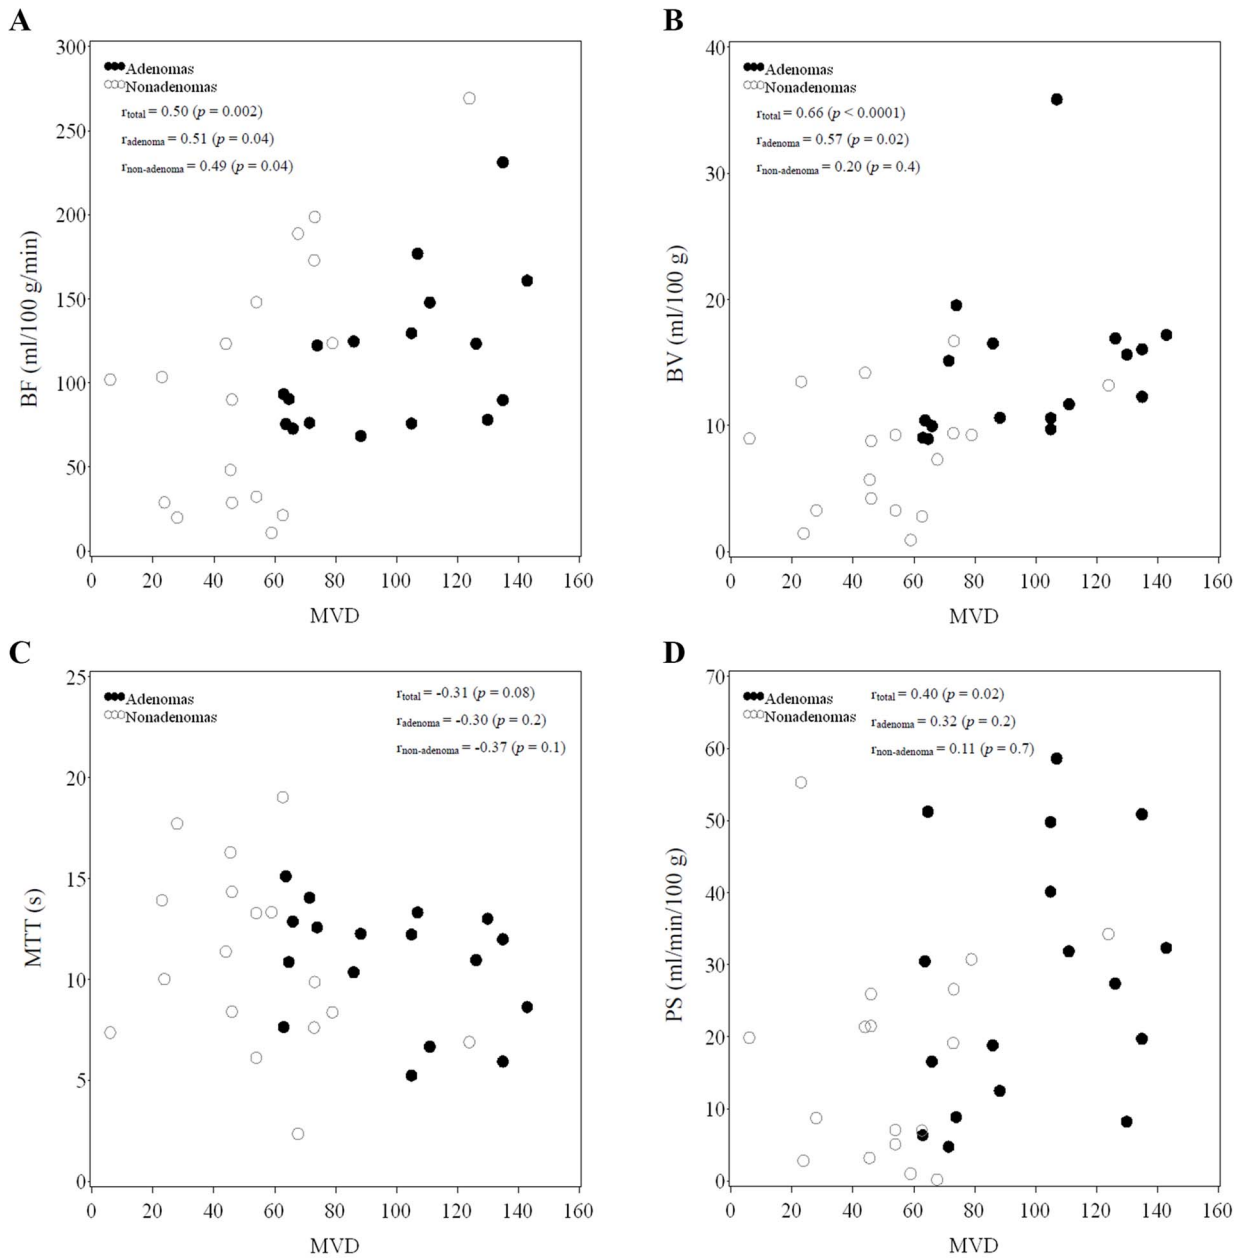 A
300
250
200
150
100
50
0
BF (ml/100 g/min)
Adenomas
Nonadenomas
rtotal = 0.50 (p = 0.002)
radenoma = 0.51 (p = 0.04)
rnon-adenoma = 0.49 (p = 0.04)
0 20 40 60 80 100 120 140 160
MVD
B
40
30
20
10
0
BV (ml/100 g)
Adenomas
Nonadenomas
rtotal = 0.66 (p < 0.0001)
radenoma = 0.57 (p = 0.02)
rnon-adenoma = 0.20 (p = 0.4)
0 20 40 60 80 100 120 140 160
MVD
C
25
20
15
10
5
0
MTT (s)
Adenomas
Nonadenomas
rtotal = -0.31 (p = 0.08)
radenoma = -0.30 (p = 0.2)
rnon-adenoma = -0.37 (p = 0.1)
0 20 40 60 80 100 120 140 160
MVD
D
70
60
50
40
30
20
10
0
PS (ml/min/100 g)
Adenomas
Nonadenomas
rtotal = 0.40 (p = 0.02)
radenoma = 0.32 (p = 0.2)
rnon-adenoma = 0.11 (p = 0.7)
0 20 40 60 80 100 120 140 160
MVD